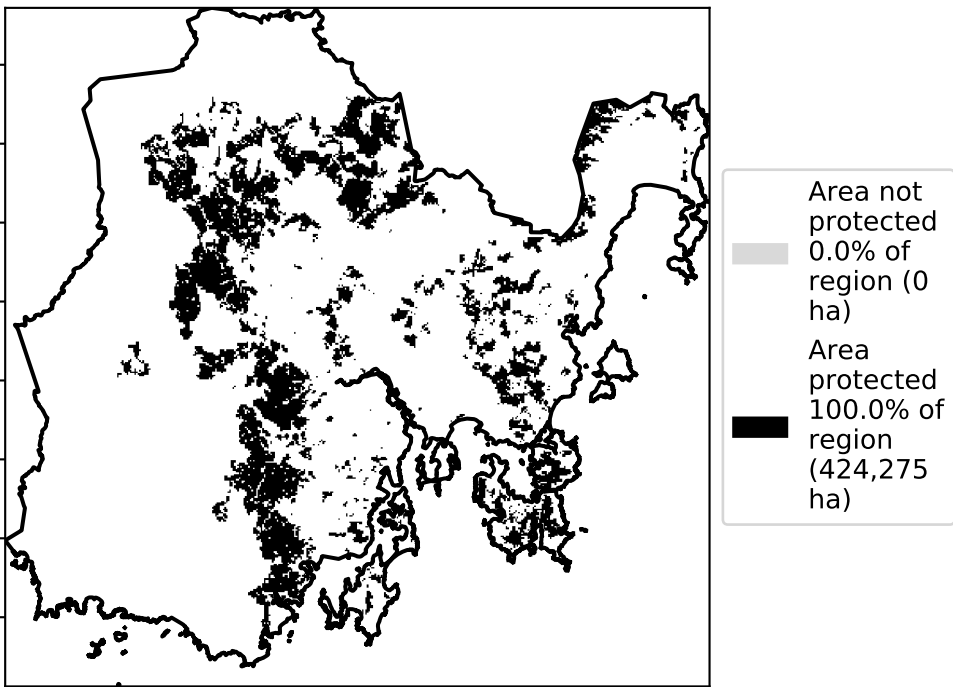 Area not
protected
0.0% of
region (0
ha)
Area
protected
100.0% of
region
(424,275
ha)